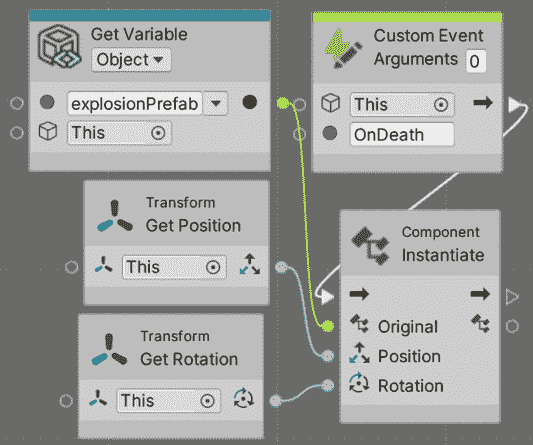 Get Variable
Object
explosionPrefab
This
Custom Event
Arguments 0
This
OnDeath
Transform
Get Position
This
Transform
Get Rotation
This
Component
Instantiate
Original
Position
Rotation